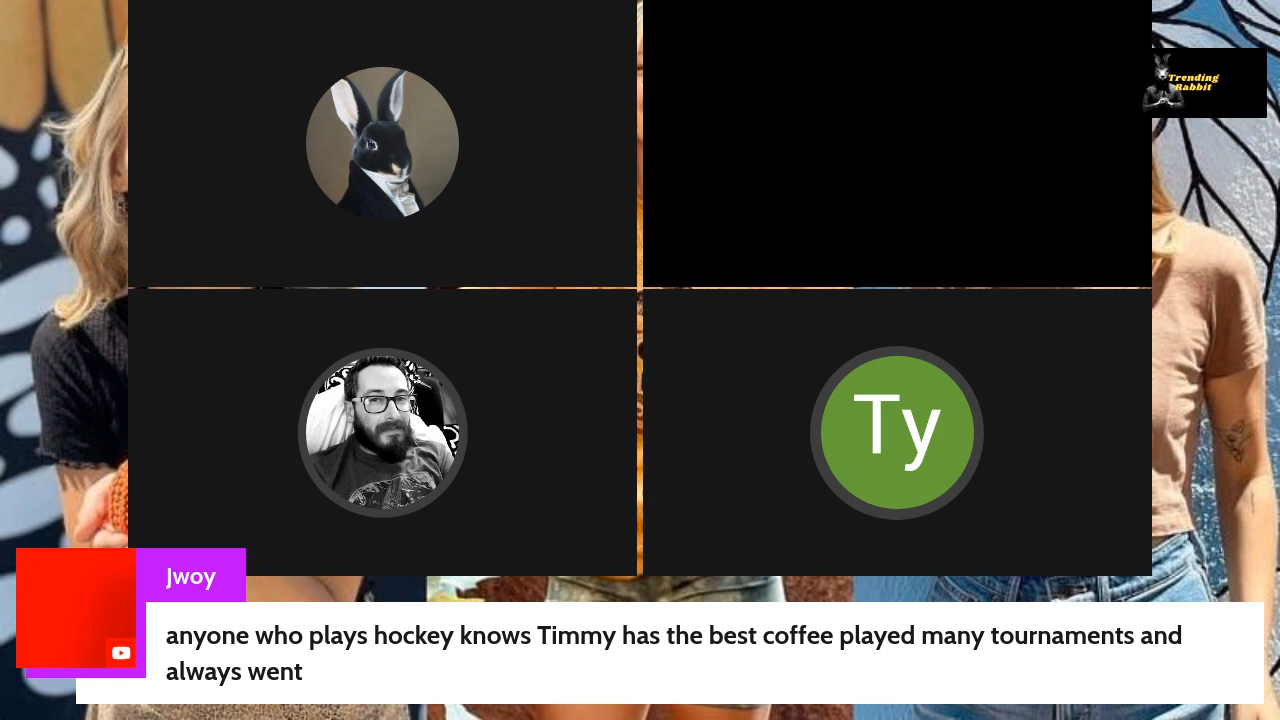 Trending
Rabbit
Ty
Jwoy
anyone who plays hockey knows Timmy has the best coffee played many tournaments and
always went